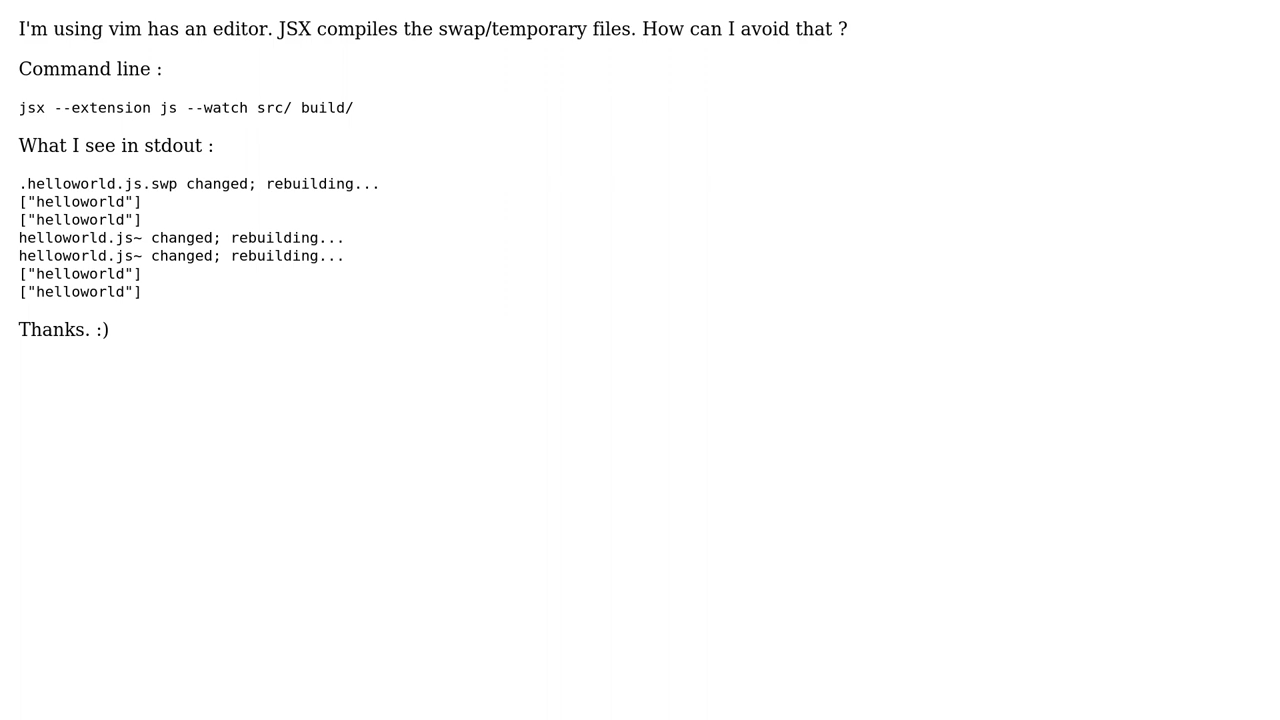 I'm using vim has an editor. JSX compiles the swap/temporary files. How can I avoid that ?
Command line :
jsx --extension js --watch src/ build/
What I see in stdout :
.helloworld.js.swp changed; rebuilding...
["helloworld"]
["helloworld"]
helloworld.js~ changed; rebuilding...
helloworld.js~ changed; rebuilding...
["helloworld"]
["helloworld"]
Thanks. :)